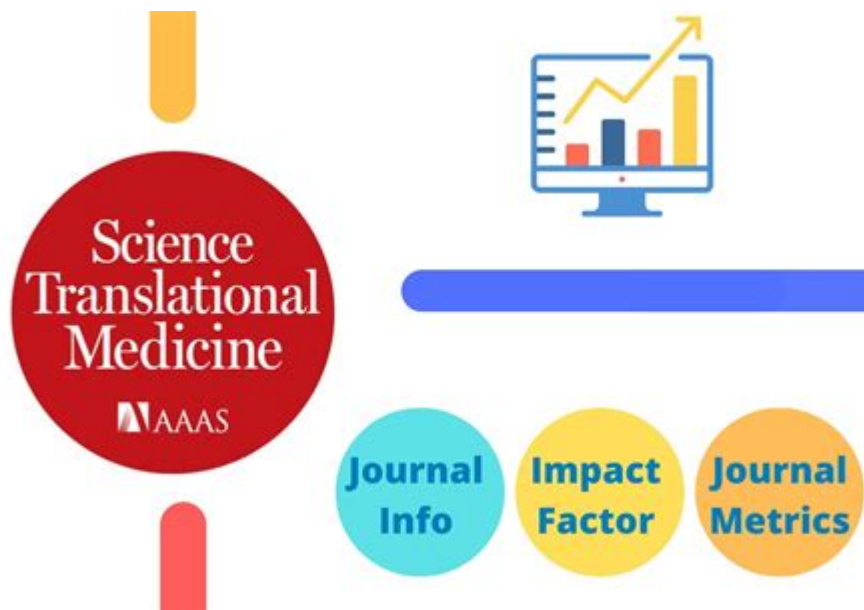 Science
Translational
Medicine
AAAS
Journal
Info
Impact
Factor
Journal
Metrics